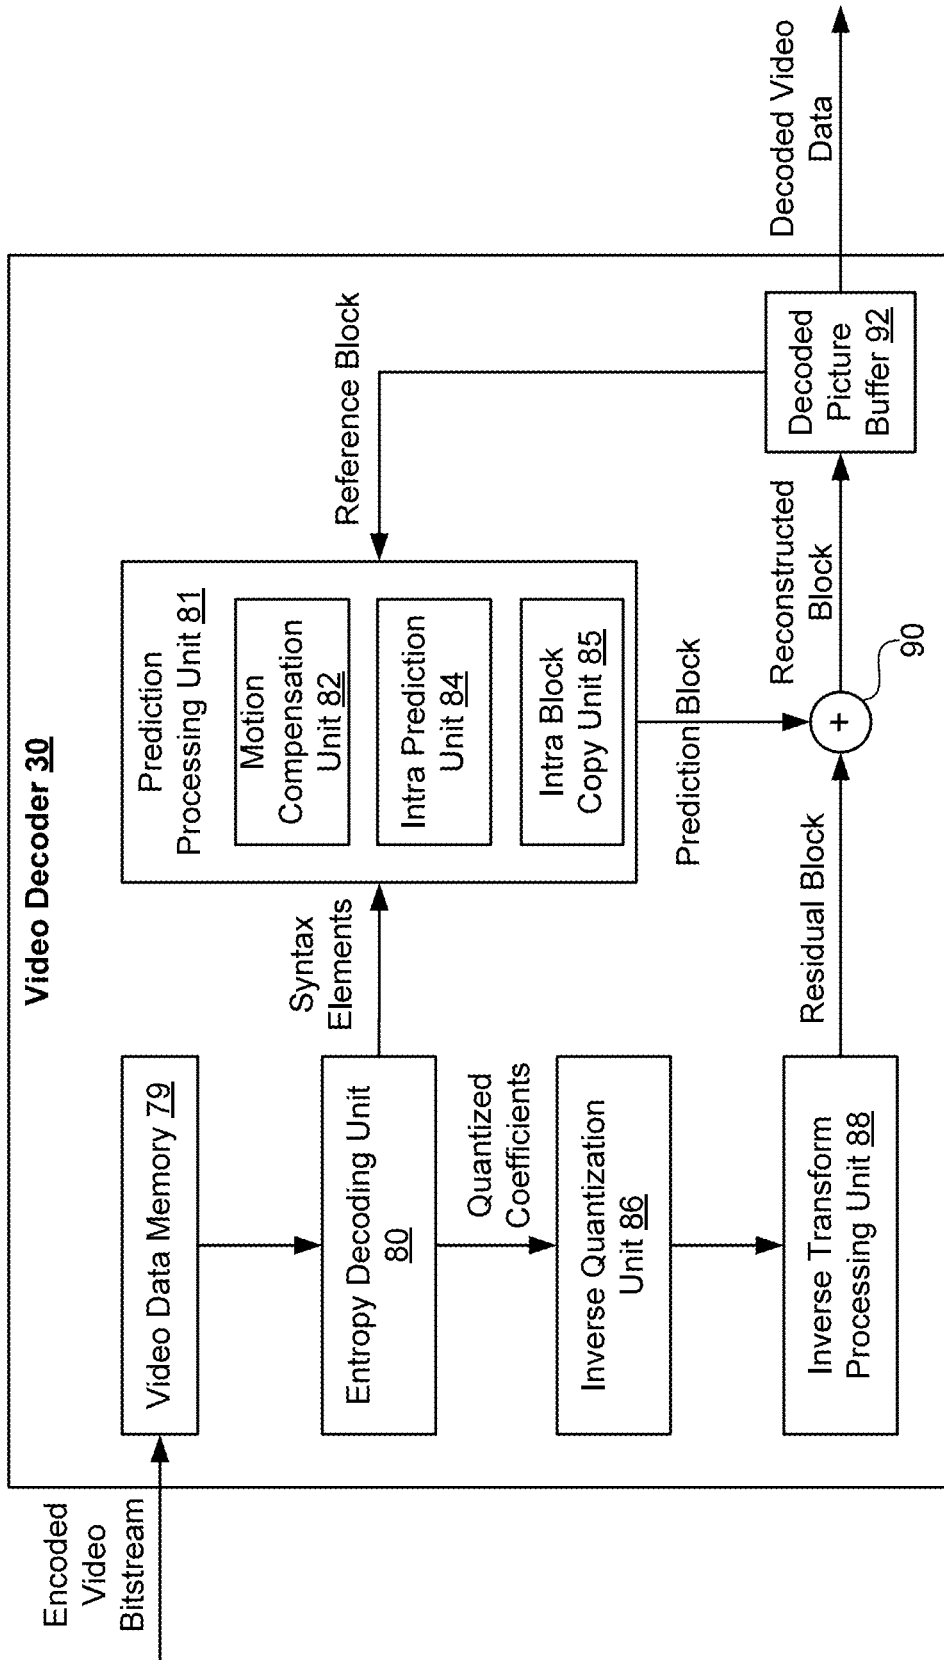 Video Decoder 30
Encoded
Video
Bitstream
Video Data Memory 79
Entropy Decoding Unit
80
Syntax
Elements
Quantized
Coefficients
Inverse Quantization
Unit 86
Inverse Transform
Processing Unit 88
Prediction
Processing Unit 81
Motion
Compensation
Unit 82
Intra Prediction
Unit 84
Intra Block
Copy Unit 85
Reference Block
Prediction Block
Residual Block
+
90
Reconstructed
Block
Decoded
Picture
Buffer 92
Decoded Video
Data